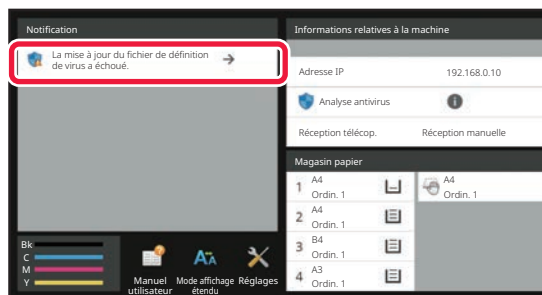 Notification
La mise à jour du fichier de définition
de virus a échoué.
Informations relatives à la machine
Adresse IP 192.168.0.10
Analyse antivirus
Réception télécop. Réception manuelle
Magasin papier
1 A4
Ordin. 1
A4
Ordin. 1
2 A4
Ordin. 1
3 B4
Ordin. 1
4 A3
Ordin. 1
Bk
C
M
Y
Manuel
utilisateur
Mode affichage
étendu
Réglages